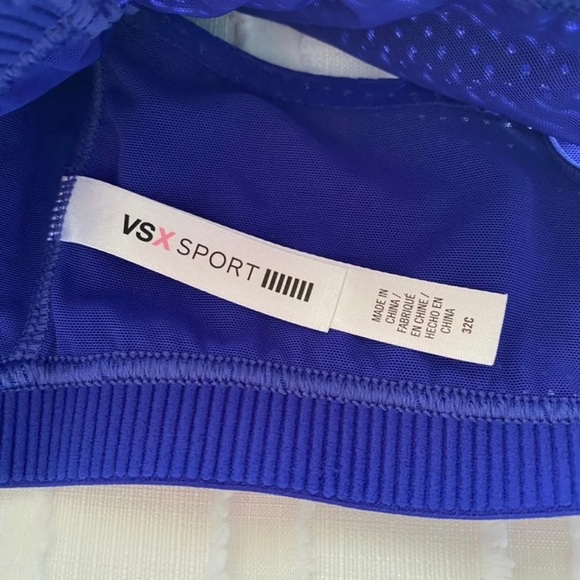 VSX SPORT
MADE IN
CHINA /
FABRIQUÉ
EN CHINE /
HECHO EN
CHINA
32C